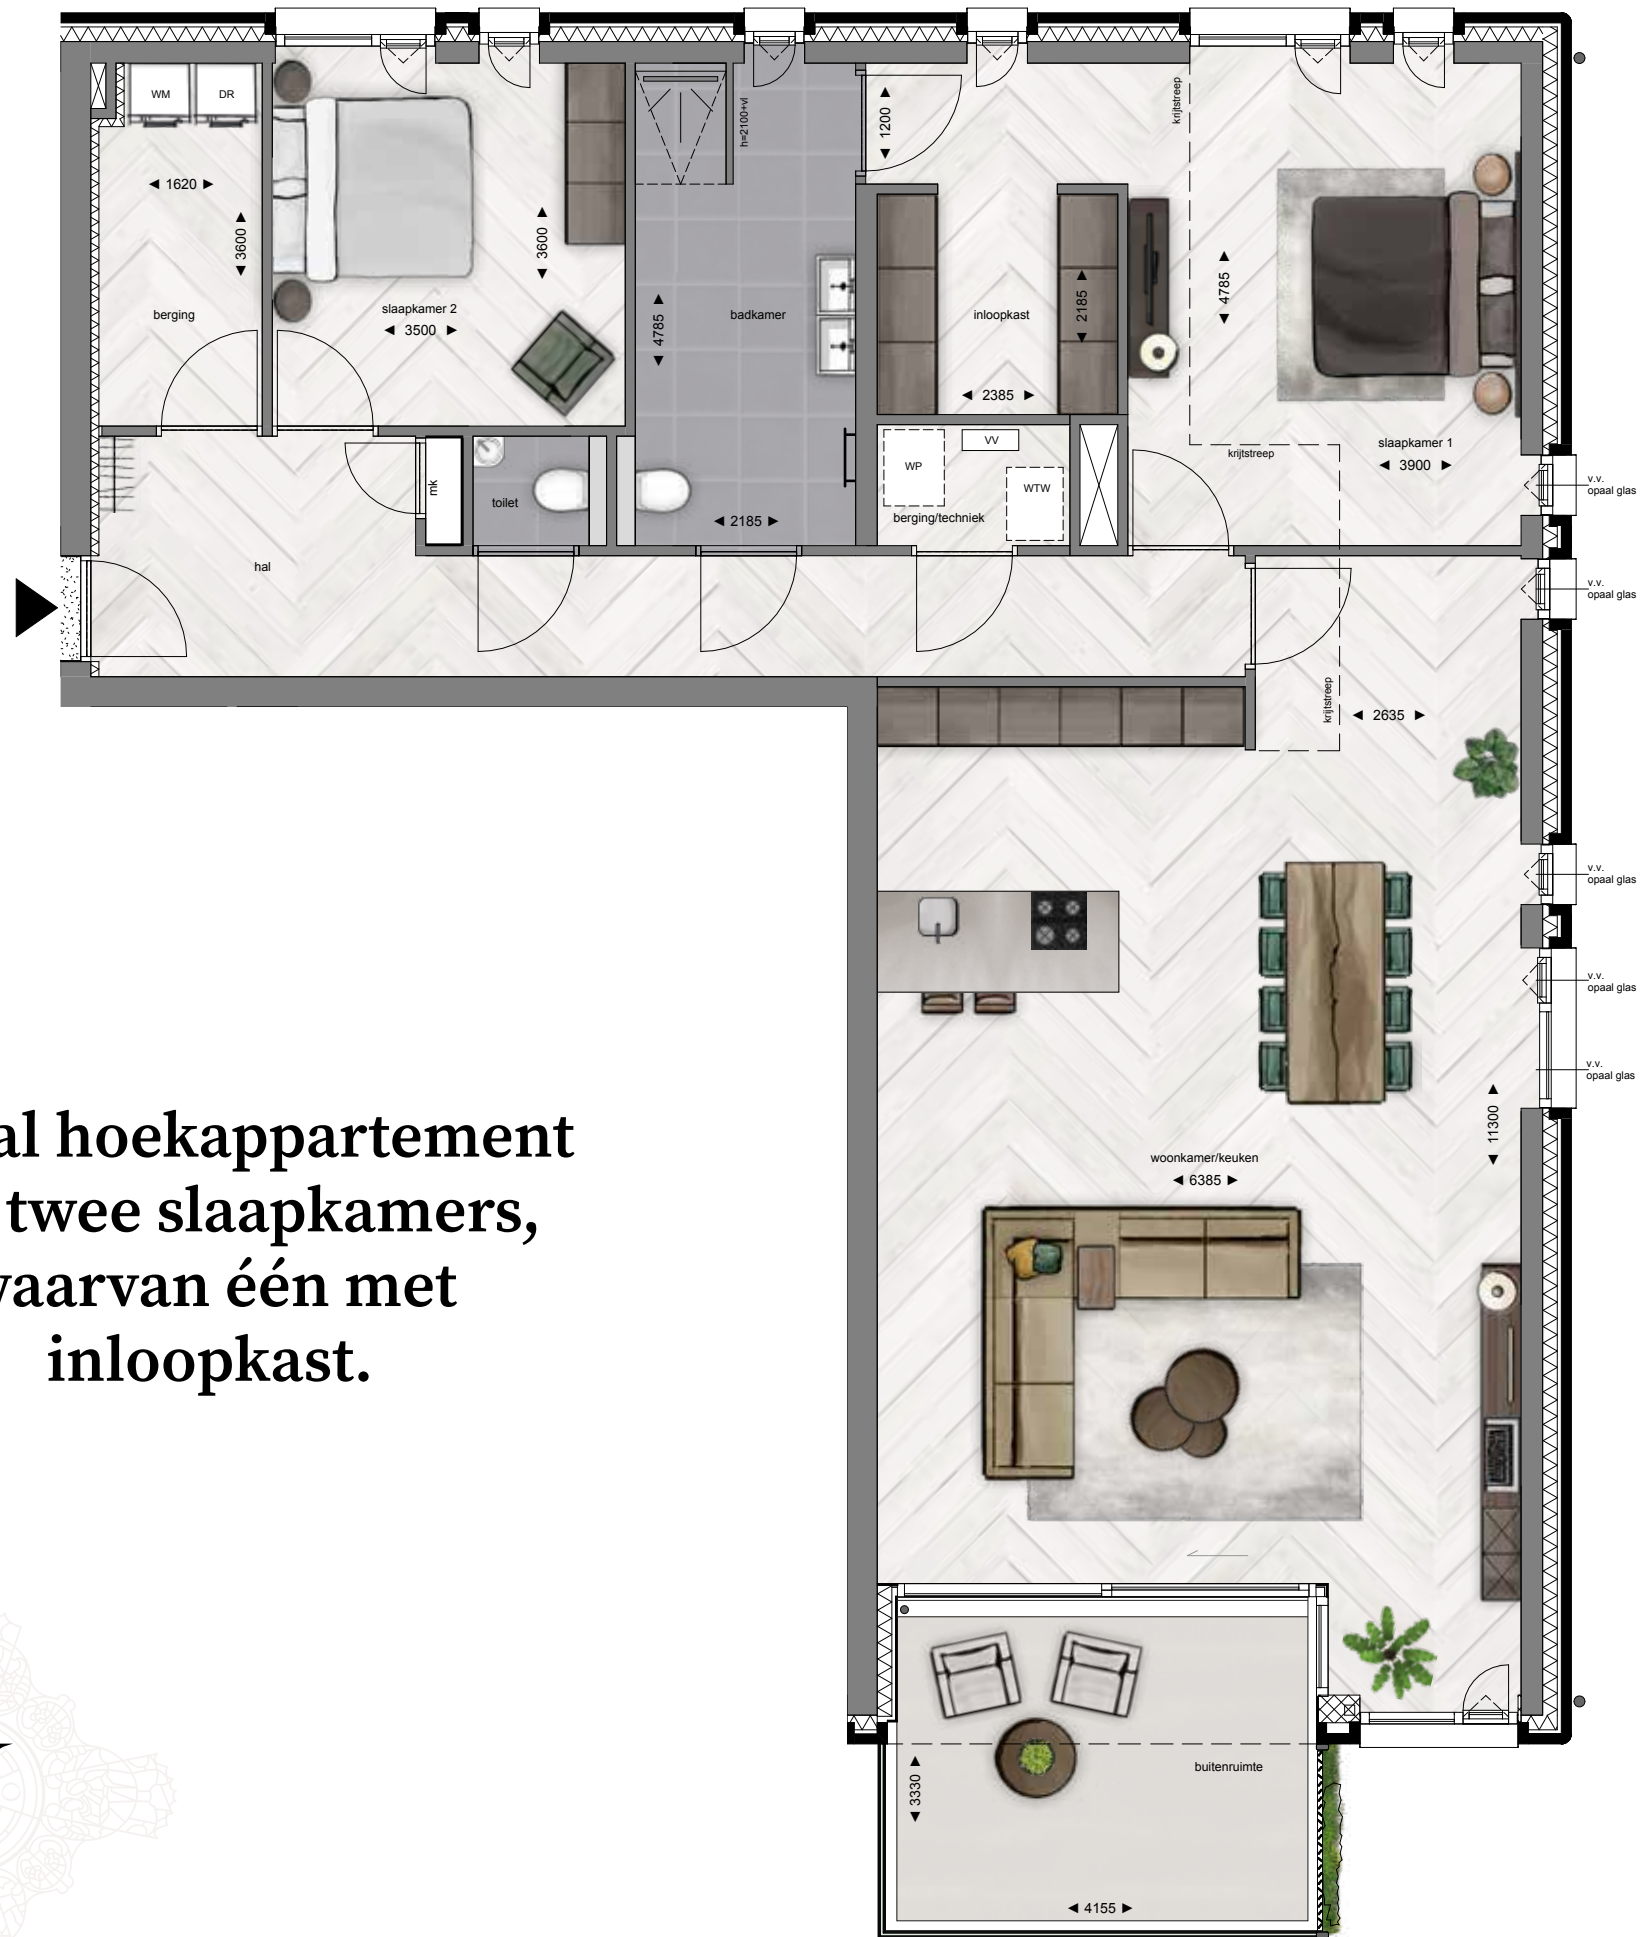 WM
DR
1620
3600
berging
slaapkamer 2
3500
3600
h=2100+vl
4785
badkamer
1200
inloopkast
2185
2385
krijtstreep
4785
slaapkamer 1
3900
krijtstreep
v.v.
opaal glas
mk
toilet
2185
WP
VV
WTW
berging/techniek
hal
v.v.
opaal glas
krijtstreep
2635
v.v.
opaal glas
v.v.
opaal glas
v.v.
opaal glas
11300
woonkamer/keuken
6385
al hoekappartement
twee slaapkamers,
vaarvan één met
inloopkast.
buitenruimte
3330
4155